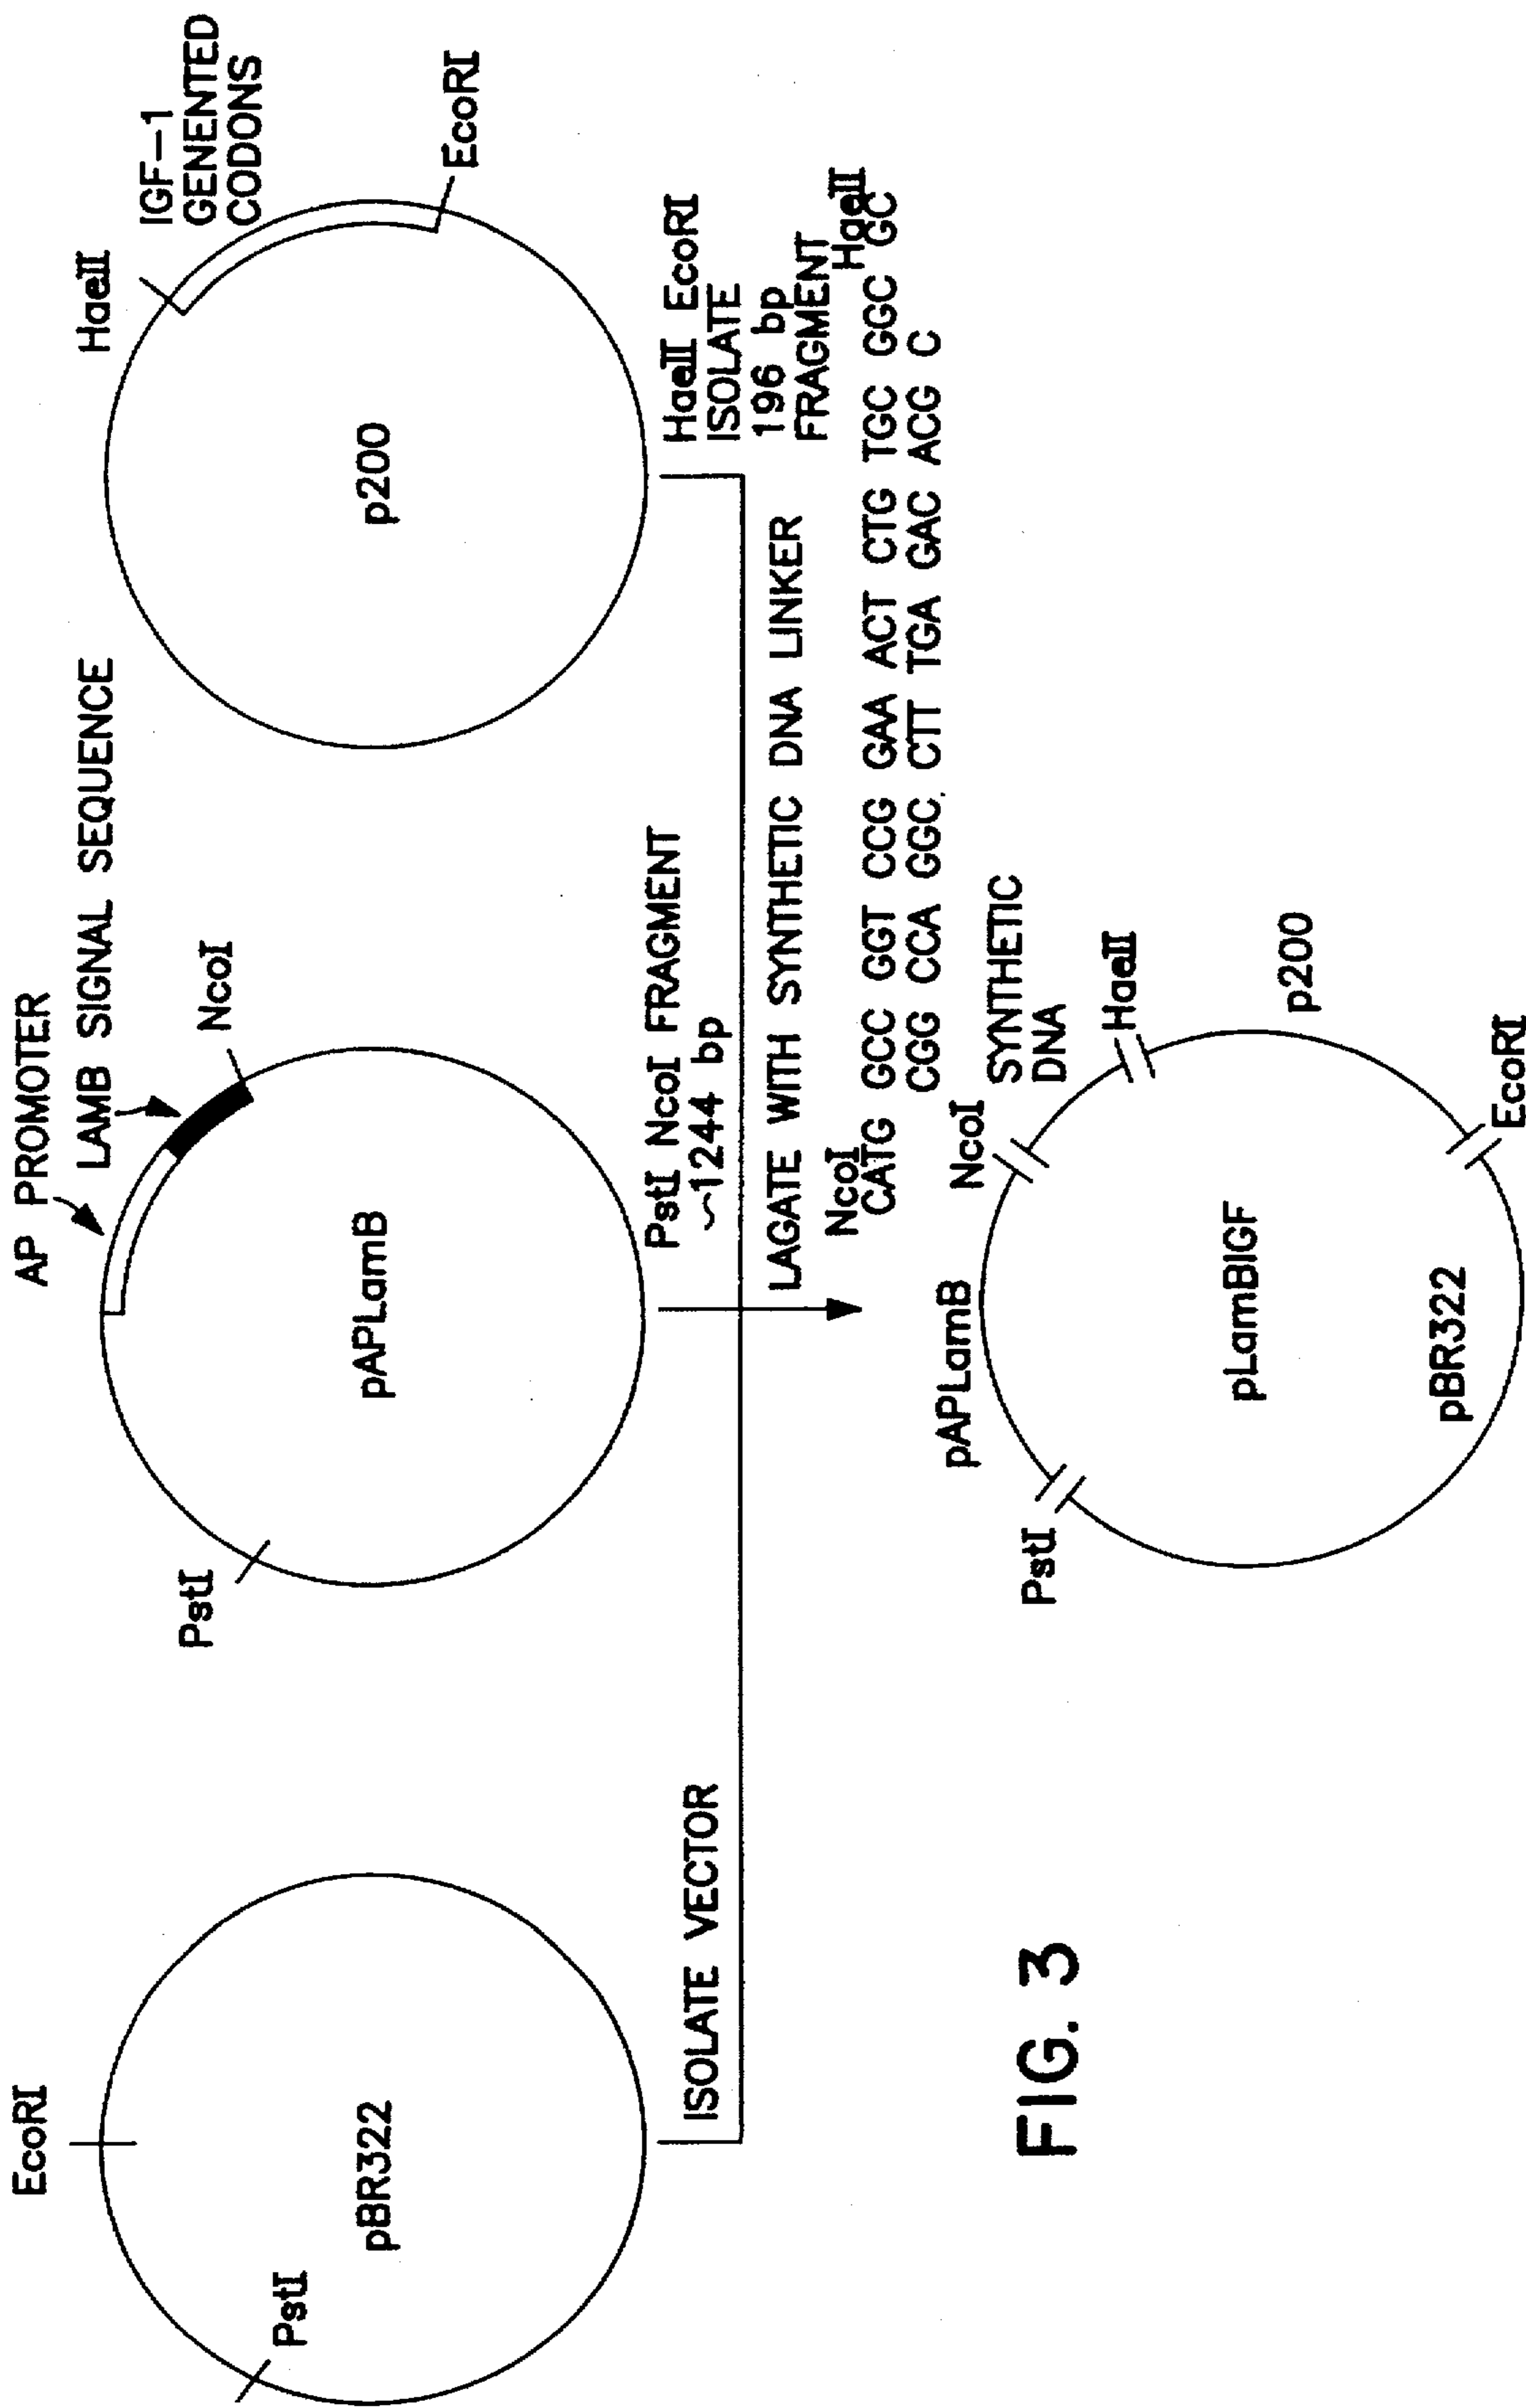 EcoRI
PstI
pBR322
ISOLATE VECTOR
AP PROMOTER
LAMB SIGNAL SEQUENCE
NcoI
PstI
pAPLamB
PstI NcoI FRAGMENT
~1244 bp
HaeII
IGF-1
GENENTED
CODONS
EcoRI
p200
HaeII EcoRI
ISOLATE
196 bp
FRAGMENT
LAGATE WITH SYNTHETIC DNA LINKER
NcoI
HaeII
CATG GCC GGT CCG GAA ACT CTG TGC GGC GC
CGG CCA GGC CTT TGA GAC ACG C
pAPLamB
NcoI
SYNTHETIC
DNA
HaeII
PstI
pLamBIGF
p200
pBR322
EcoRI
FIG. 3